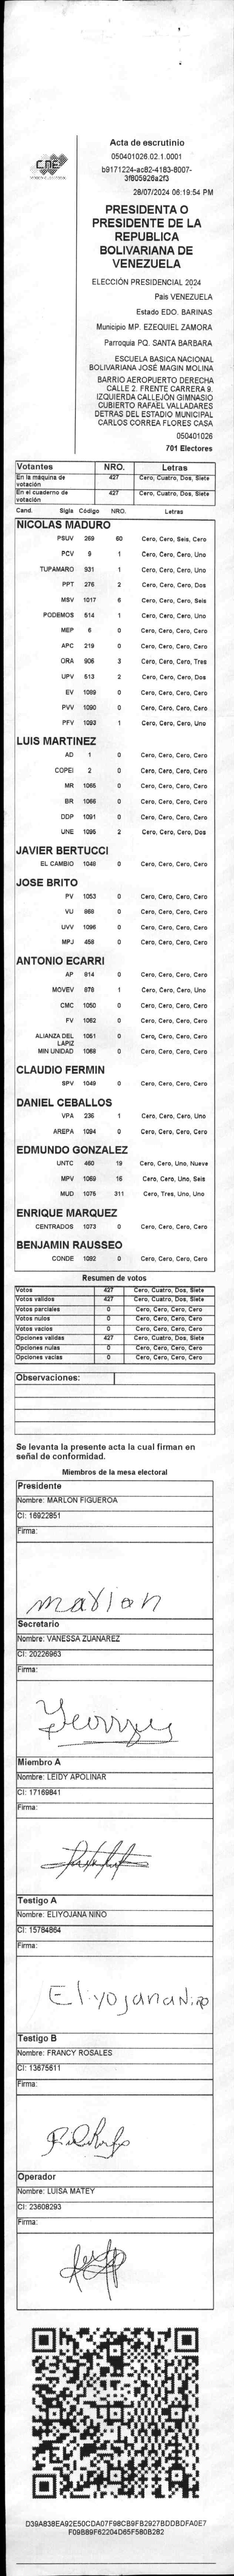 CNE
Acta de escrutinio
050401026.02.1.0001
b9171224-ac82-4183-8007-
3f805926a2f3
28/07/2024 06:19:54 PM
PRESIDENTA O
PRESIDENTE DE LA
REPUBLICA
BOLIVARIANA DE
VENEZUELA
ELECCIÓN PRESIDENCIAL 2024
País VENEZUELA
Estado EDO. BARINAS
Municipio MP. EZEQUIEL ZAMORA
Parroquia PQ. SANTA BARBARA
ESCUELA BASICA NACIONAL
BOLIVARIANA JOSÉ MAGIN MOLINA
BARRIO AEROPUERTO DERECHA
CALLE 2. FRENTE CARRERA 9.
IZQUIERDA CALLEJÓN GIMNASIO
CUBIERTO RAFAEL VALLADARES
DETRAS DEL ESTADIO MUNICIPAL
CARLOS CORREA FLORES CASA
050401026
701 Electores
Votantes NRO. Letras
En la máquina de votación 427 Cero, Cuatro, Dos, Siete
En el cuaderno de votación 427 Cero, Cuatro, Dos, Siete
Cand. Sigla Código NRO. Letras
NICOLAS MADURO
PSUV 269 60 Cero, Cero, Seis, Cero
PCV 9 1 Cero, Cero, Cero, Uno
TUPAMARO 931 1 Cero, Cero, Cero, Uno
PPT 276 2 Cero, Cero, Cero, Dos
MSV 1017 6 Cero, Cero, Cero, Seis
PODEMOS 514 1 Cero, Cero, Cero, Uno
MEP 6 0 Cero, Cero, Cero, Cero
APC 219 0 Cero, Cero, Cero, Cero
ORA 906 3 Cero, Cero, Cero, Tres
UPV 513 2 Cero, Cero, Cero, Dos
EV 1099 0 Cero, Cero, Cero, Cero
PVV 1090 0 Cero, Cero, Cero, Cero
PFV 1093 1 Cero, Cero, Cero, Uno
LUIS MARTINEZ
AD 1 0 Cero, Cero, Cero, Cero
COPEI 2 0 Cero, Cero, Cero, Cero
MR 1065 0 Cero, Cero, Cero, Cero
BR 1066 0 Cero, Cero, Cero, Cero
DDP 1091 0 Cero, Cero, Cero, Cero
UNE 1095 2 Cero, Cero, Cero, Dos
JAVIER BERTUCCI
EL CAMBIO 1048 0 Cero, Cero, Cero, Cero
JOSE BRITO
PV 1053 0 Cero, Cero, Cero, Cero
VU 968 0 Cero, Cero, Cero, Cero
UVV 1096 0 Cero, Cero, Cero, Cero
MPJ 458 0 Cero, Cero, Cero, Cero
ANTONIO ECARRI
AP 814 0 Cero, Cero, Cero, Cero
MOVEV 878 1 Cero, Cero, Cero, Uno
CMC 1050 0 Cero, Cero, Cero, Cero
FV 1062 0 Cero, Cero, Cero, Cero
ALIANZA DEL LAPIZ 1051 0 Cero, Cero, Cero, Cero
MIN UNIDAD 1068 0 Cero, Cero, Cero, Cero
CLAUDIO FERMIN
SPV 1049 0 Cero, Cero, Cero, Cero
DANIEL CEBALLOS
VPA 236 1 Cero, Cero, Cero, Uno
AREPA 1094 0 Cero, Cero, Cero, Cero
EDMUNDO GONZALEZ
UNTC 460 19 Cero, Cero, Uno, Nueve
MPV 1069 16 Cero, Cero, Uno, Seis
MUD 1075 311 Cero, Tres, Uno, Uno
ENRIQUE MARQUEZ
CENTRADOS 1073 0 Cero, Cero, Cero, Cero
BENJAMIN RAUSSEO
CONDE 1092 0 Cero, Cero, Cero, Cero
Resumen de votos
Votos 427 Cero, Cuatro, Dos, Siete
Votos validos 427 Cero, Cuatro, Dos, Siete
Votos parciales 0 Cero, Cero, Cero, Cero
Votos nulos 0 Cero, Cero, Cero, Cero
Votos vacios 0 Cero, Cero, Cero, Cero
Opciones validas 427 Cero, Cuatro, Dos, Siete
Opciones nulas 0 Cero, Cero, Cero, Cero
Opciones vacias 0 Cero, Cero, Cero, Cero
Observaciones:
Se levanta la presente acta la cual firman en
señal de conformidad.
Miembros de la mesa electoral
Presidente
Nombre: MARLON FIGUEROA
CI: 16922851
Firma:
marlon
Secretario
Nombre: VANESSA ZUANAREZ
CI: 20226963
Firma:
Miembro A
Nombre: LEIDY APOLINAR
CI: 17169841
Firma:
Testigo A
Nombre: ELIYOJANA NIÑO
CI: 15784864
Firma:
Eliyojana Niño
Testigo B
Nombre: FRANCY ROSALES
CI: 13675611
Firma:
Operador
Nombre: LUISA MATEY
CI: 23608293
Firma:
D39AB38EA92E50CDA07F98CB9FB2927BDDBDFA0E7
F09B89F62204D65F580B282